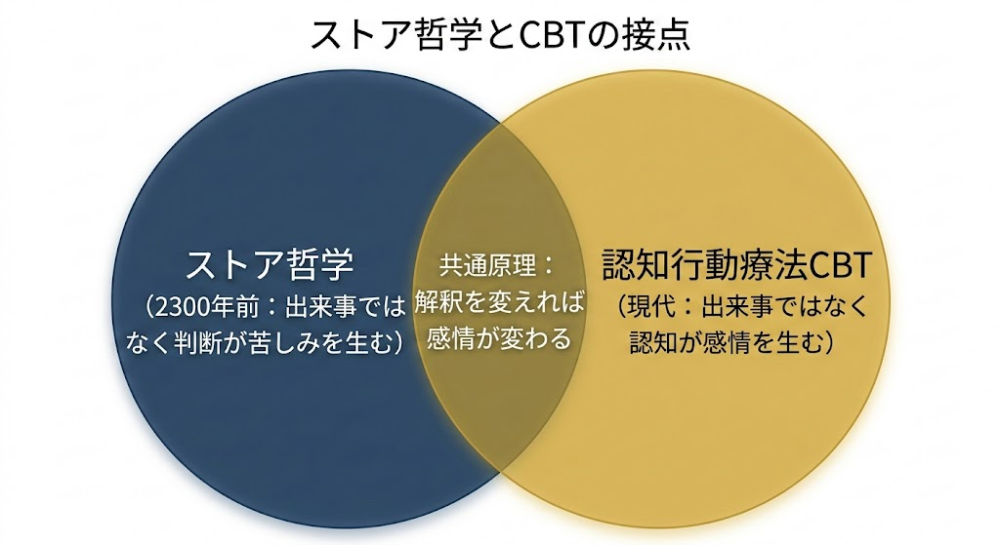 ストア哲学とCBTの接点
ストア哲学
（2300年前：出来事では
なく判断が苦しみを生む）
共通原理：
解釈を変えれば
感情が変わる
認知行動療法CBT
（現代：出来事ではなく
認知が感情を生む）